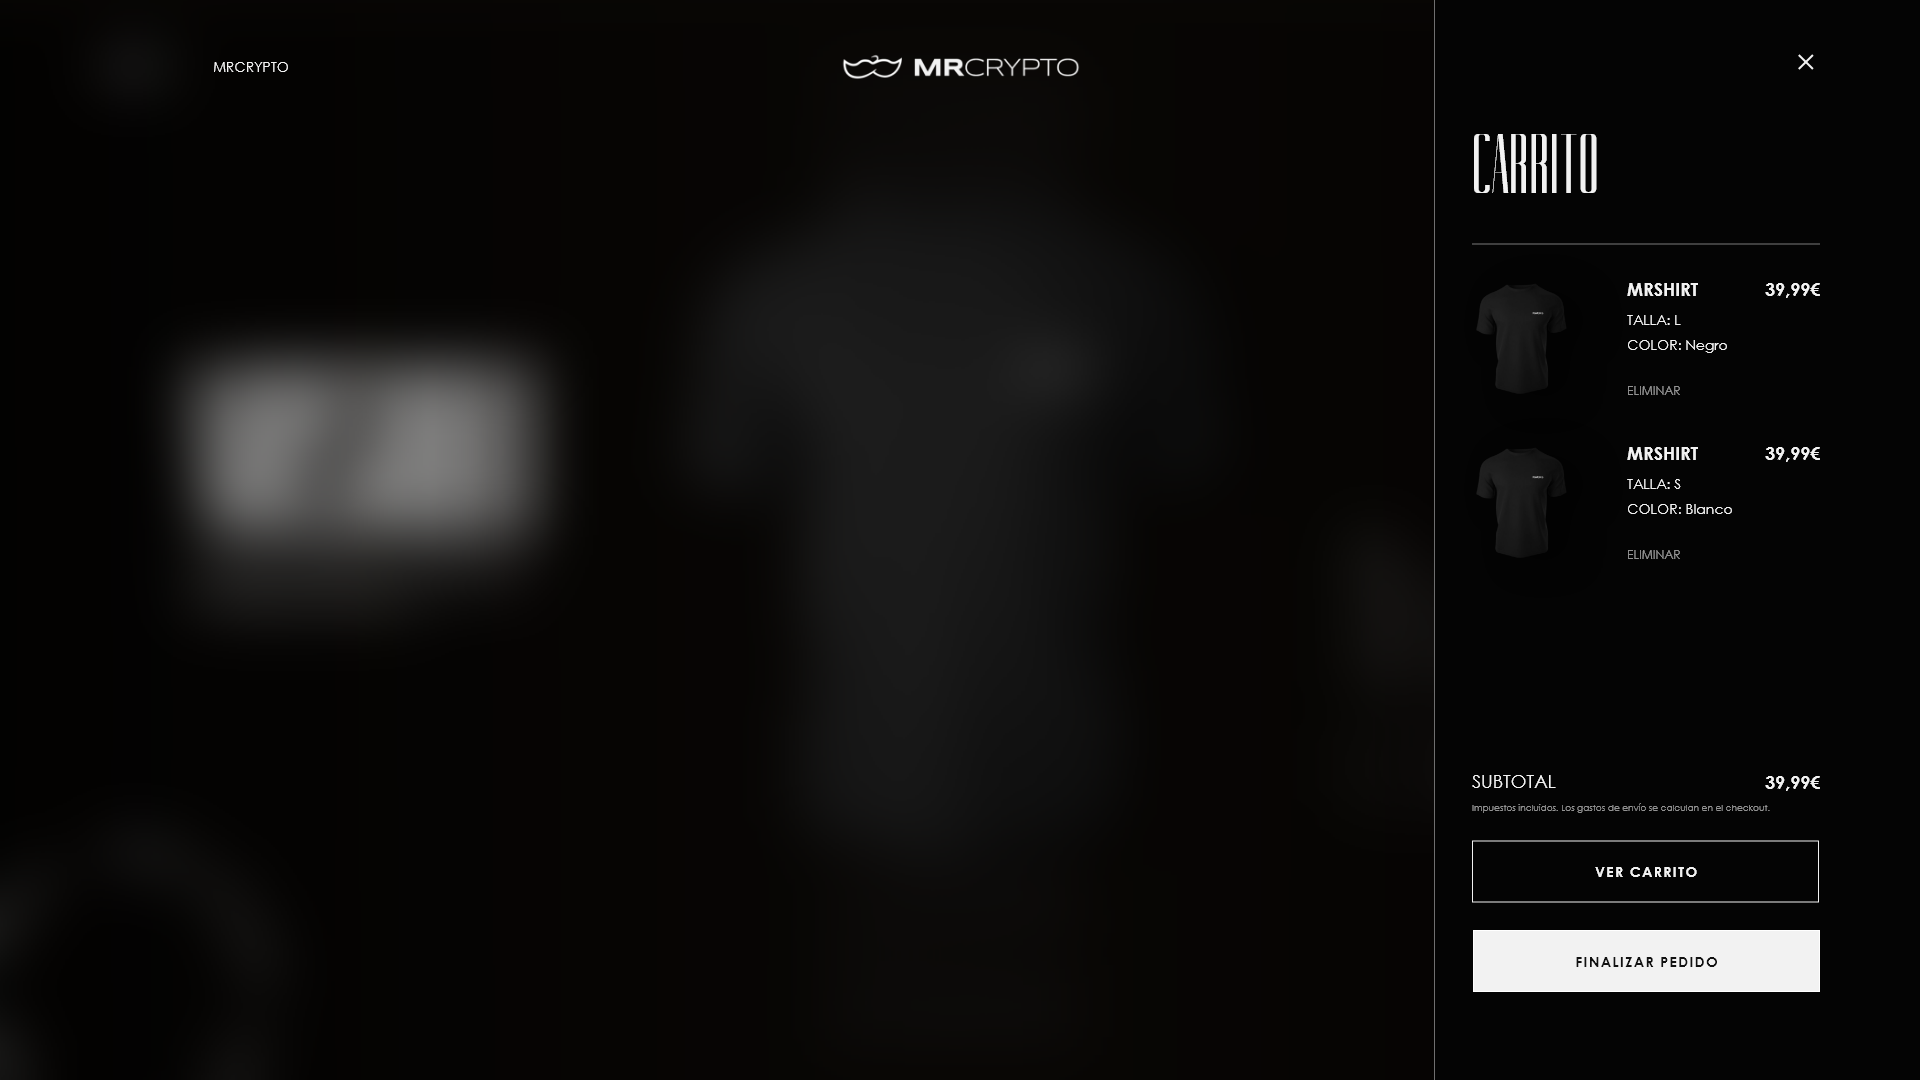 MRCRYPTO
MRCRYPTO
CARRITO
MRSHIRT 39,99€
TALLA: L
COLOR: Negro
ELIMINAR
MRSHIRT 39,99€
TALLA: S
COLOR: Blanco
ELIMINAR
SUBTOTAL 39,99€
Impuestos incluídos. Los gastos de envío se calculan en el checkout.
VER CARRITO
FINALIZAR PEDIDO